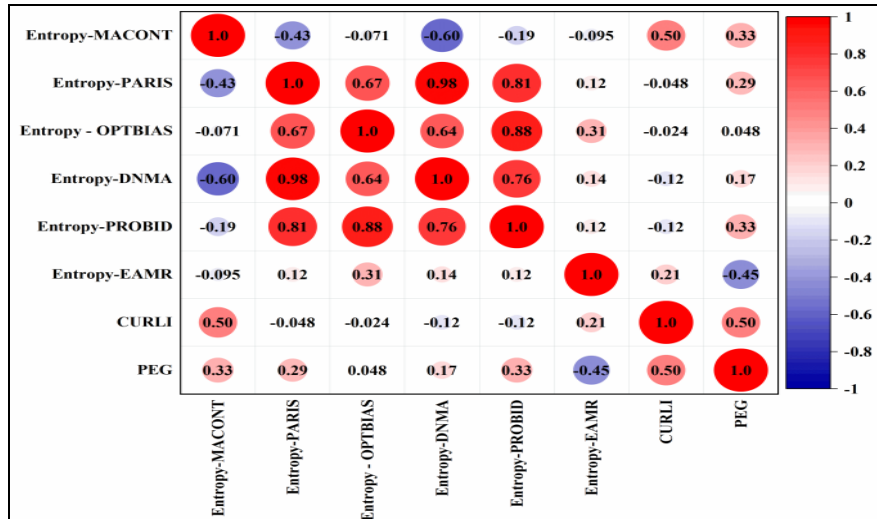 Entropy-MACONT 1.0 -0.43 -0.071 -0.60 -0.19 -0.095 0.50 0.33
Entropy-PARIS -0.43 1.0 0.67 0.98 0.81 0.12 -0.048 0.29
Entropy - OPTBIAS -0.071 0.67 1.0 0.64 0.88 0.31 -0.024 0.048
Entropy-DNMA -0.60 0.98 0.64 1.0 0.76 0.14 -0.12 0.17
Entropy-PROBID -0.19 0.81 0.88 0.76 1.0 0.12 -0.12 0.33
Entropy-EAMR -0.095 0.12 0.31 0.14 0.12 1.0 0.21 -0.45
CURLI 0.50 -0.048 -0.024 -0.12 -0.12 0.21 1.0 0.50
PEG 0.33 0.29 0.048 0.17 0.33 -0.45 0.50 1.0
Entropy-MACONT
Entropy-PARIS
Entropy - OPTBIAS
Entropy-DNMA
Entropy-PROBID
Entropy-EAMR
CURLI
PEG
1
0.8
0.6
0.4
0.2
0
-0.2
-0.4
-0.6
-0.8
-1